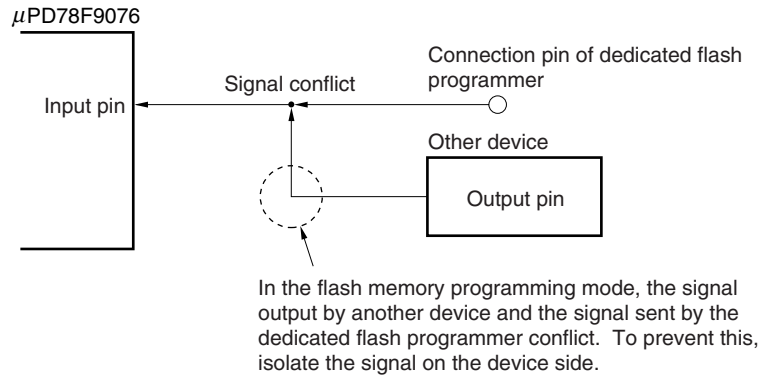 μPD78F9076
Connection pin of dedicated flash
programmer
Signal conflict
Input pin
Other device
Output pin
In the flash memory programming mode, the signal
output by another device and the signal sent by the
dedicated flash programmer conflict.  To prevent this,
isolate the signal on the device side.